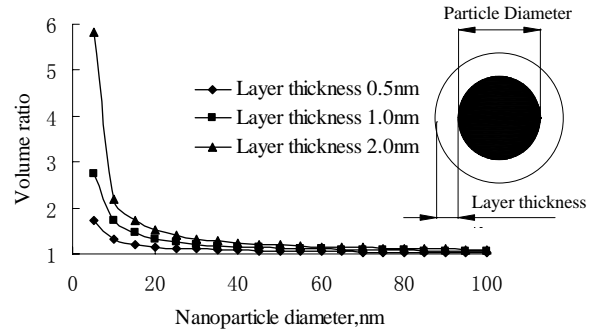 Particle Diameter
6
5
4
3
2
1
Volume ratio
Layer thickness 0.5nm
Layer thickness 1.0nm
Layer thickness 2.0nm
Layer thickness
0
20
40
60
80
100
Nanoparticle diameter,nm